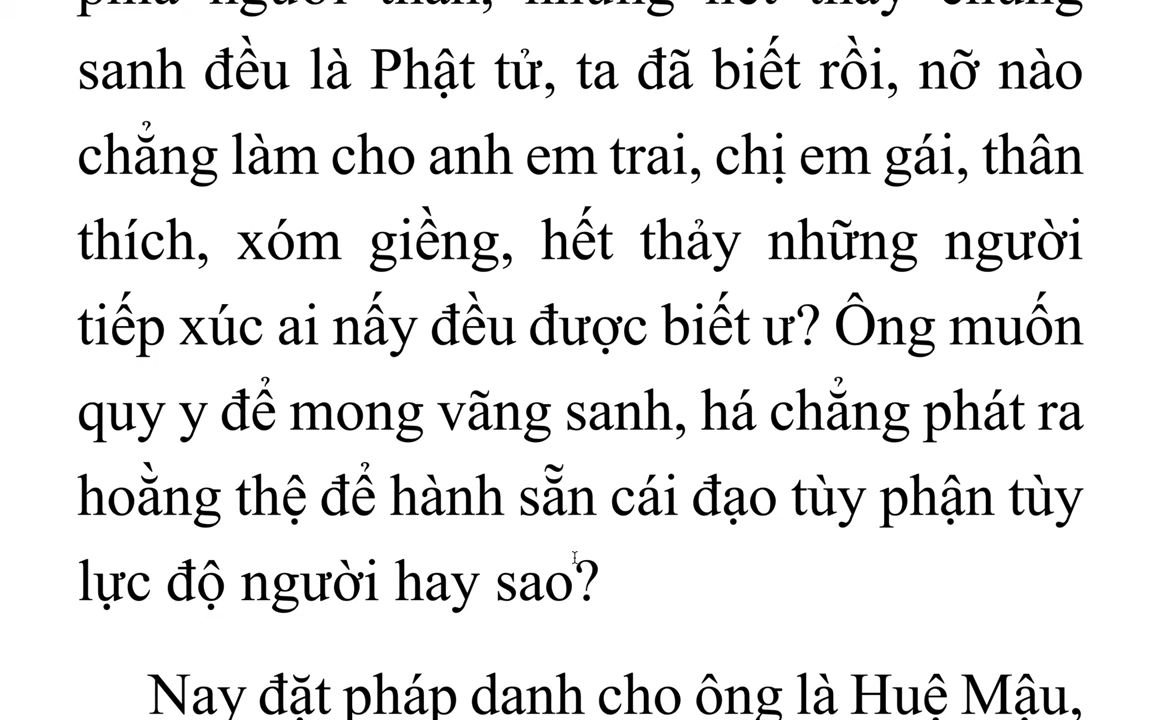 sanh đều là Phật tử, ta đã biết rồi, nỡ nào
chẳng làm cho anh em trai, chị em gái, thân
thích, xóm giềng, hết thảy những người
tiếp xúc ai nấy đều được biết ư? Ông muốn
quy y để mong vãng sanh, há chẳng phát ra
hoằng thệ để hành sẵn cái đạo tùy phận tùy
lực độ người hay sao?
Nay đặt pháp danh cho ông là Huệ Mậu,